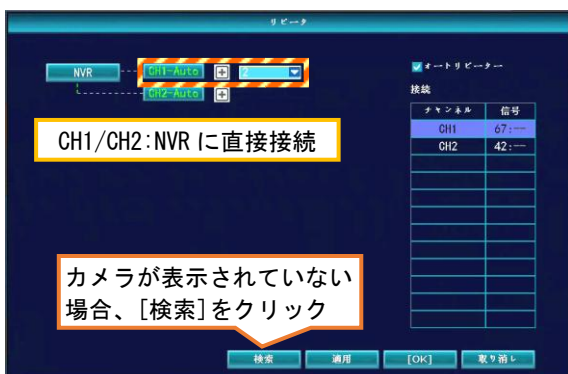 リピータ
NVR
CH1-Auto
+
2
CH2-Auto
+
オートリピーター
接続
チャンネル 信号
CH1 67:--
CH2 42:--
CH1/CH2:NVRに直接接続
カメラが表示されていない
場合、[検索]をクリック
検索 適用 [OK] 取り消し